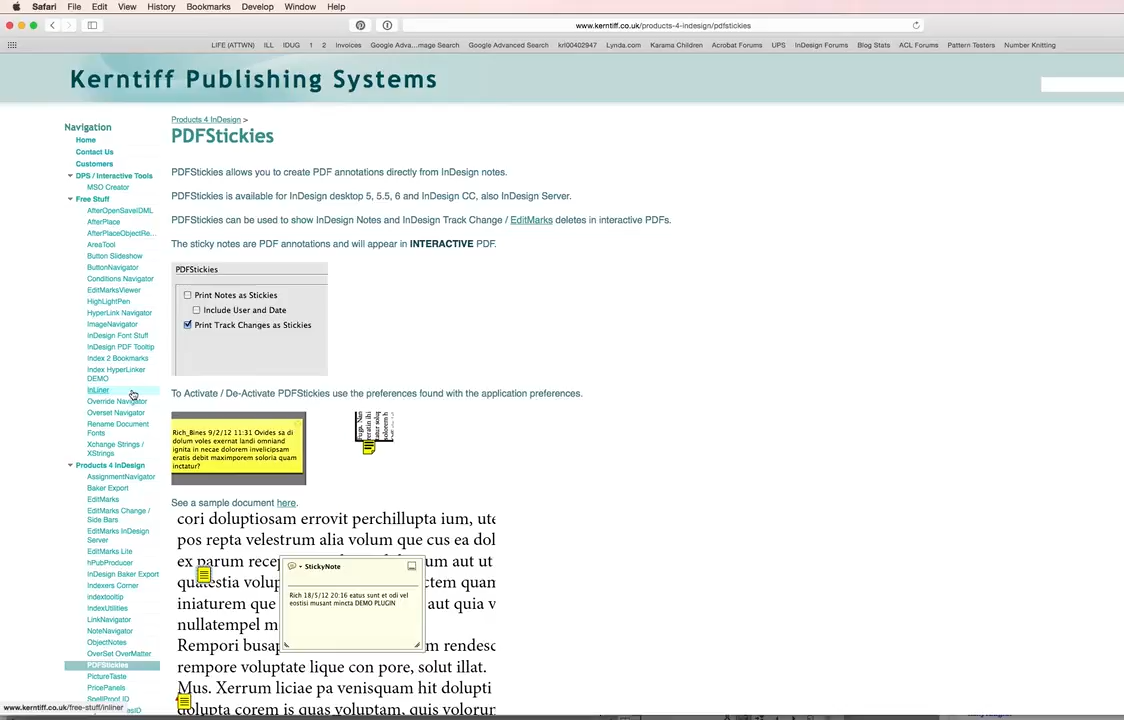 Safari File Edit View History Bookmarks Develop Window Help
www.kerntiff.co.uk/products-4-indesign/pdfstickies
LIFE (ATTWN) ILL IDUG 1 2 Invoices Google Adva...mage Search Google Advanced Search krl00402947 Lynda.com Karama Children Acrobat Forums UPS InDesign Forums Blog Stats ACL Forums Pattern Testers Number Knitting
Kerntiff Publishing Systems
Navigation
Home
Contact Us
Customers
DPS / Interactive Tools
MSO Creator
Free Stuff
AfterOpenSaveIDML
AfterPlace
AfterPlaceObjectRe...
AreaTool
Button Slideshow
ButtonNavigator
Conditions Navigator
EditMarksViewer
HighLightPen
HyperLink Navigator
ImageNavigator
InDesign Font Stuff
InDesign PDF Tooltip
Index 2 Bookmarks
Index HyperLinker
DEMO
InLiner
Override Navigator
Overset Navigator
Rename Document
Fonts
Xchange Strings /
XStrings
Products 4 InDesign
AssignmentNavigator
Baker Export
EditMarks
EditMarks Change /
Side Bars
EditMarks InDesign
Server
EditMarks Lite
hPubProducer
InDesign Baker Export
Indexers Corner
indextooltip
IndexUtilities
LinkNavigator
NoteNavigator
ObjectNotes
OverSet OverMatter
PDFStickies
PictureTaste
PricePanels
SpellProof ID
Products 4 InDesign >
PDFStickies
PDFStickies allows you to create PDF annotations directly from InDesign notes.
PDFStickies is available for InDesign desktop 5, 5.5, 6 and InDesign CC, also InDesign Server.
PDFStickies can be used to show InDesign Notes and InDesign Track Change / EditMarks deletes in interactive PDFs.
The sticky notes are PDF annotations and will appear in INTERACTIVE PDF.
PDFStickies
Print Notes as Stickies
Include User and Date
Print Track Changes as Stickies
To Activate / De-Activate PDFStickies use the preferences found with the application preferences.
Rich_Bines 9/2/12 11:31 Ovides sa di
dolum voles exernat landi omniand
ignita in necae dolorem invelicipsam
eratis debit maximporem soloria quam
inctatur?
See a sample document here.
cori doluptiosam errovit perchillupta ium, ute
pos repta velestrum alia volum que cus ea dol
ex parum
iniaturem que aut quia v
nullatempel
Rempori rendesc
rempore voluptate lique con pore, solut illat.
Mus. Xerrum liciae pa venisquam hit dolupti
dolupta corem is quas voluptam, quis volorun
StickyNote
Rich 18/5/12 20:16 eatus sunt et odi vel
eostisi musant mincta DEMO PLUGIN
www.kerntiff.co.uk/free-stuff/inliner